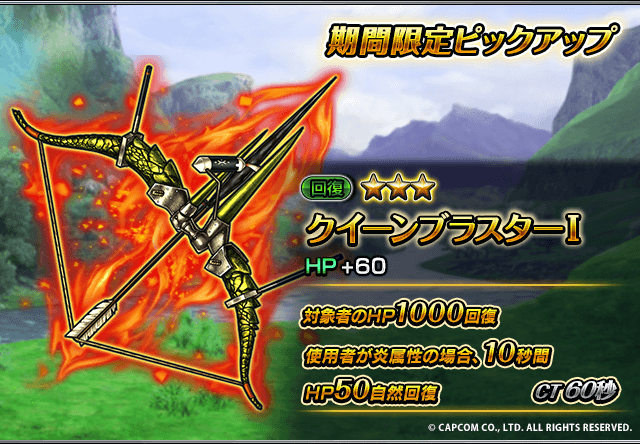 期間限定ピックアップ
回復
クイーンブラスターI
HP +60
対象者のHP1000回復
使用者が炎属性の場合、10秒間
HP50自然回復
CT 60秒
© CAPCOM CO., LTD. ALL RIGHTS RESERVED.